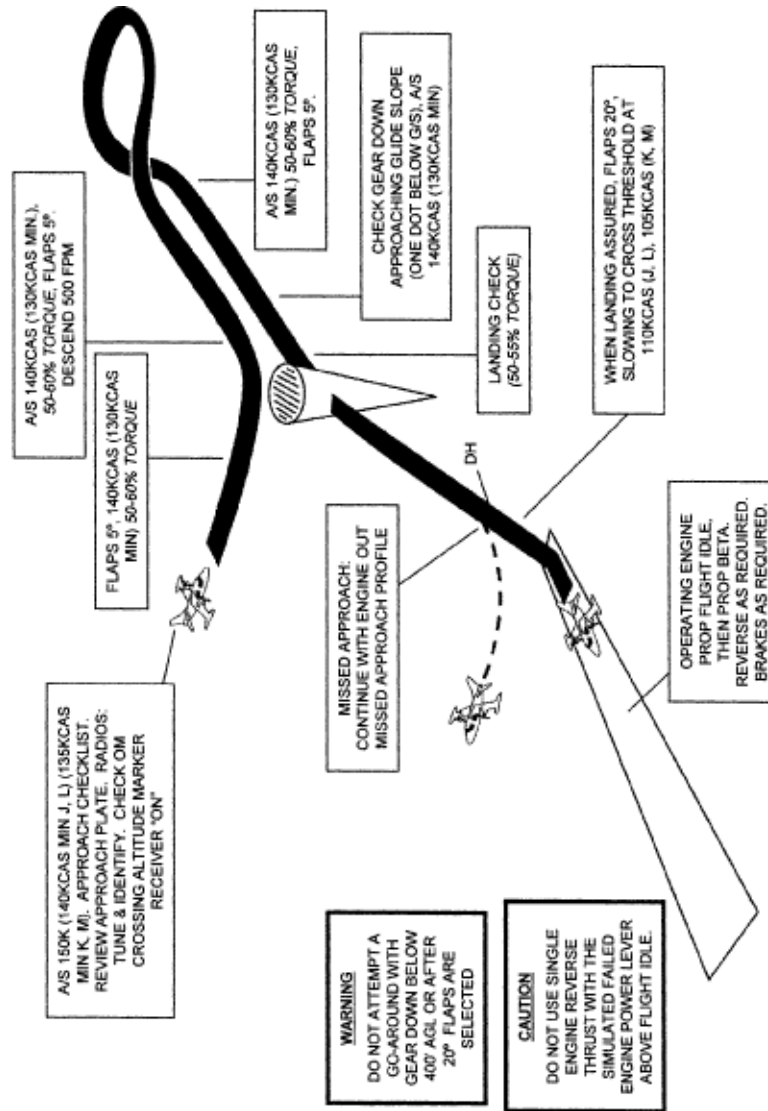 A/S 150K (140KCAS MIN J, L) (135KCAS
MIN K, M). APPROACH CHECKLIST.
REVIEW APPROACH PLATE. RADIOS:
TUNE & IDENTIFY. CHECK OM
CROSSING ALTITUDE MARKER
RECEIVER "ON"
FLAPS 5º, 140KCAS (130KCAS
MIN) 50-60% TORQUE
A/S 140KCAS (130KCAS MIN.),
50-60% TORQUE, FLAPS 5º.
DESCEND 500 FPM
A/S 140KCAS (130KCAS
MIN.) 50-60% TORQUE,
FLAPS 5º.
CHECK GEAR DOWN
APPROACHING GLIDE SLOPE
(ONE DOT BELOW G/S), A/S
140KCAS (130KCAS MIN)
LANDING CHECK
(50-55% TORQUE)
MISSED APPROACH:
CONTINUE WITH ENGINE OUT
MISSED APPROACH PROFILE
DH
WHEN LANDING ASSURED, FLAPS 20º,
SLOWING TO CROSS THRESHOLD AT
110KCAS (J, L), 105KCAS (K, M)
OPERATING ENGINE
PROP FLIGHT IDLE,
THEN PROP BETA.
REVERSE AS REQUIRED.
BRAKES AS REQUIRED.
WARNING
DO NOT ATTEMPT A
GO-AROUND WITH
GEAR DOWN BELOW
400' AGL OR AFTER
20º FLAPS ARE
SELECTED
CAUTION
DO NOT USE SINGLE
ENGINE REVERSE
THRUST WITH THE
SIMULATED FAILED
ENGINE POWER LEVER
ABOVE FLIGHT IDLE.